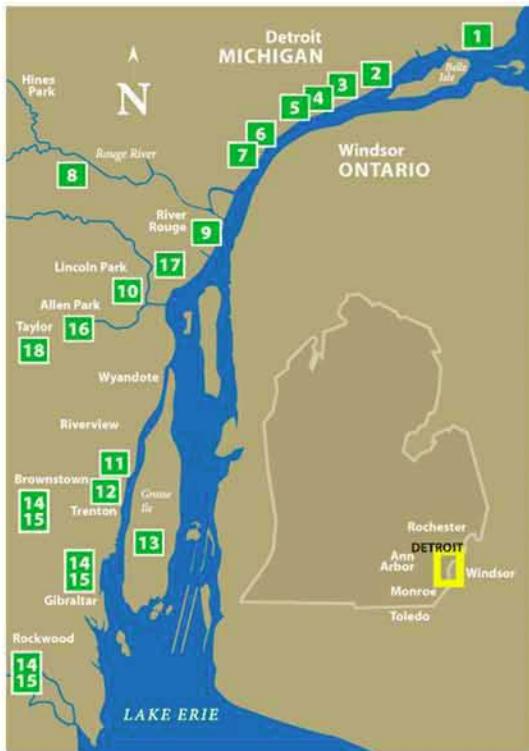 1
Detroit
MICHIGAN
Belle
Isle
2
3
4
5
6
7
Hines
Park
N
Rouge River
8
Windsor
ONTARIO
River
Rouge
9
17
Lincoln Park
10
Allen Park
16
Taylor
18
Wyandote
Riverview
11
Brownstown
12
14
15
Trenton
Grosse
Ile
13
14
15
Gibraltar
Rockwood
14
15
LAKE ERIE
Rochester
DETROIT
Ann
Arbor
Windsor
Monroe
Toledo